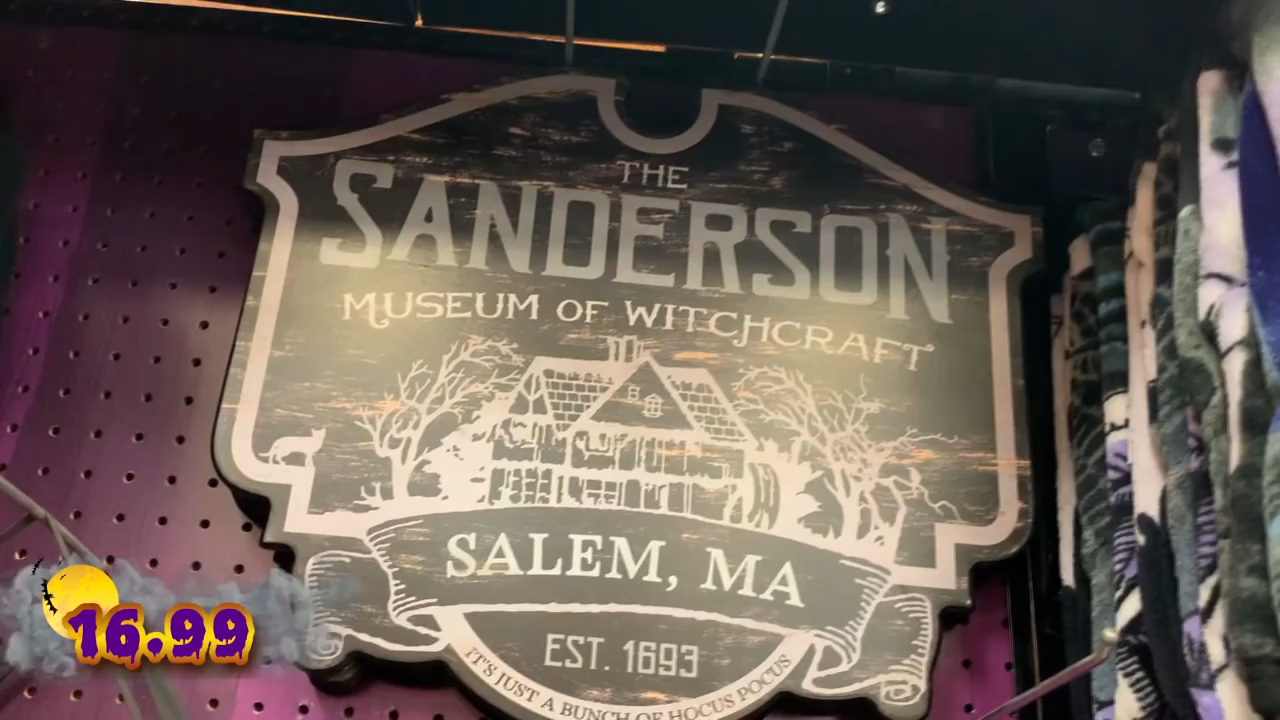 THE
SANDERSON
MUSEUM OF WITCHCRAFT
SALEM, MA
EST. 1693
IT'S JUST A BUNCH OF HOCUS POCUS
16.99